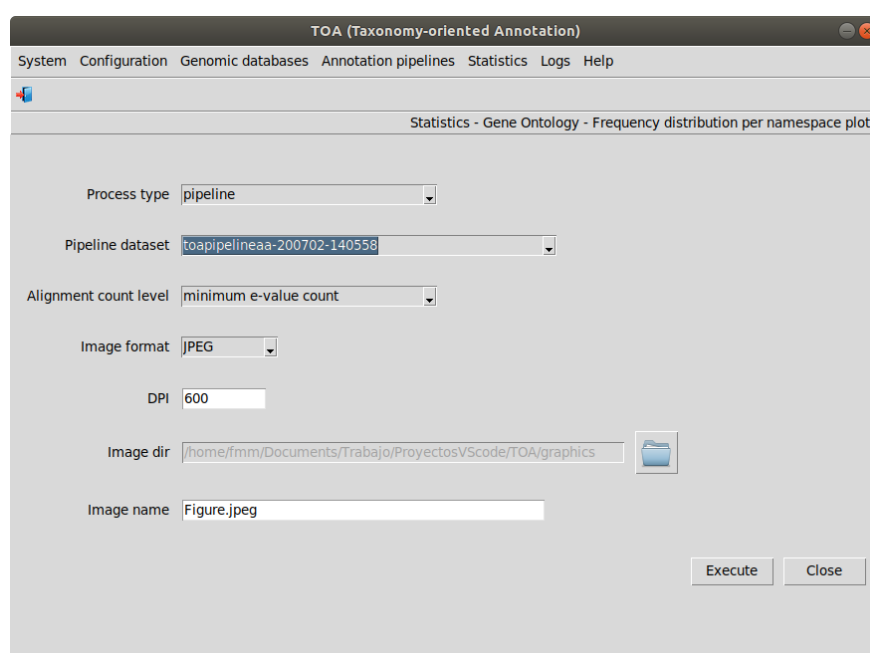 TOA (Taxonomy-oriented Annotation)
System Configuration Genomic databases Annotation pipelines Statistics Logs Help
Statistics - Gene Ontology - Frequency distribution per namespace plot
Process type pipeline
Pipeline dataset toapipelineaa-200702-140558
Alignment count level minimum e-value count
Image format JPEG
DPI 600
Image dir /home/fmm/Documents/Trabajo/ProyectosVScode/TOA/graphics
Image name Figure.jpeg
Execute Close